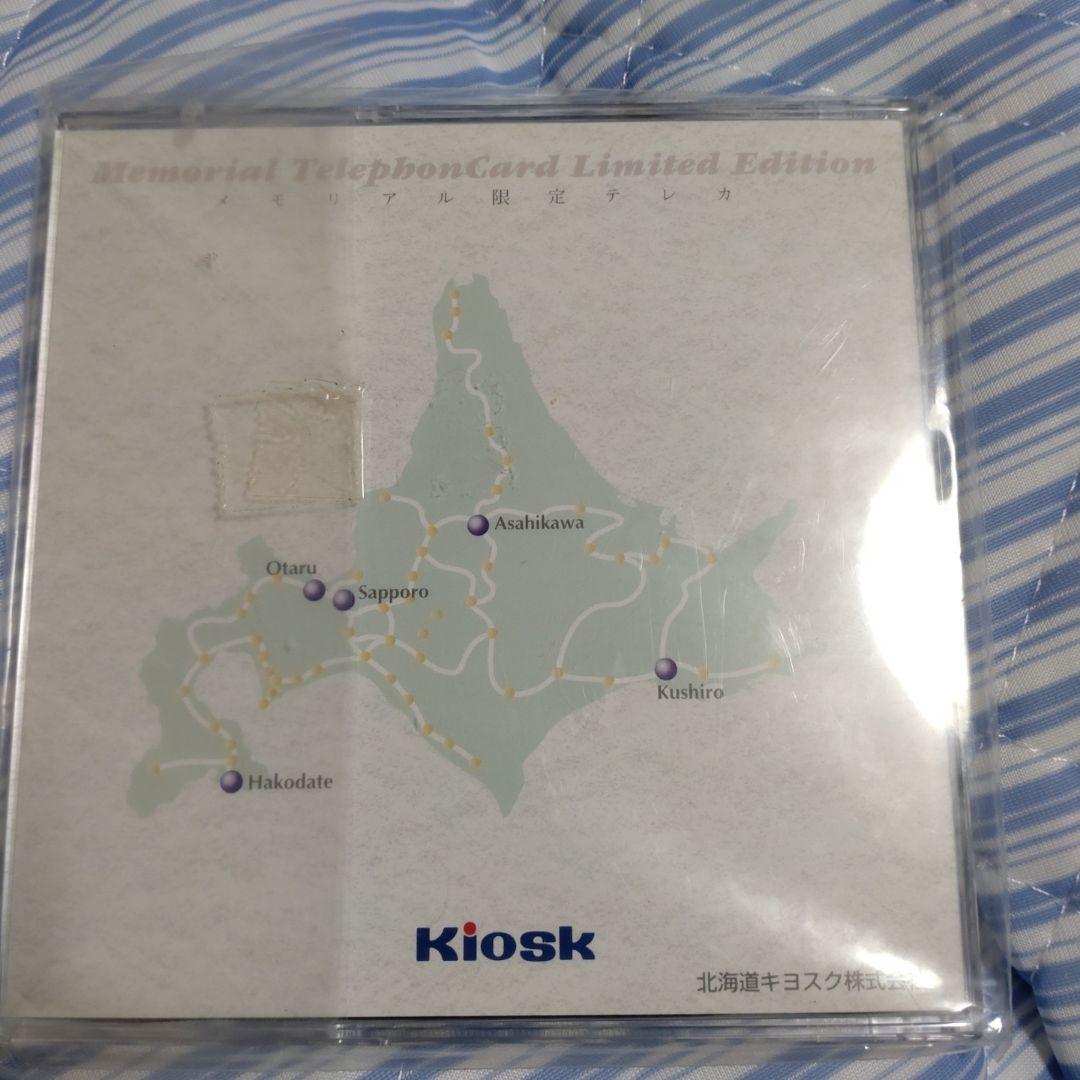 Memorial TelephonCard Limited Edition
メモリアル限定テレカ
Asahikawa
Otaru
Sapporo
Kushiro
Hakodate
Kiosk
北海道キヨスク株式会社